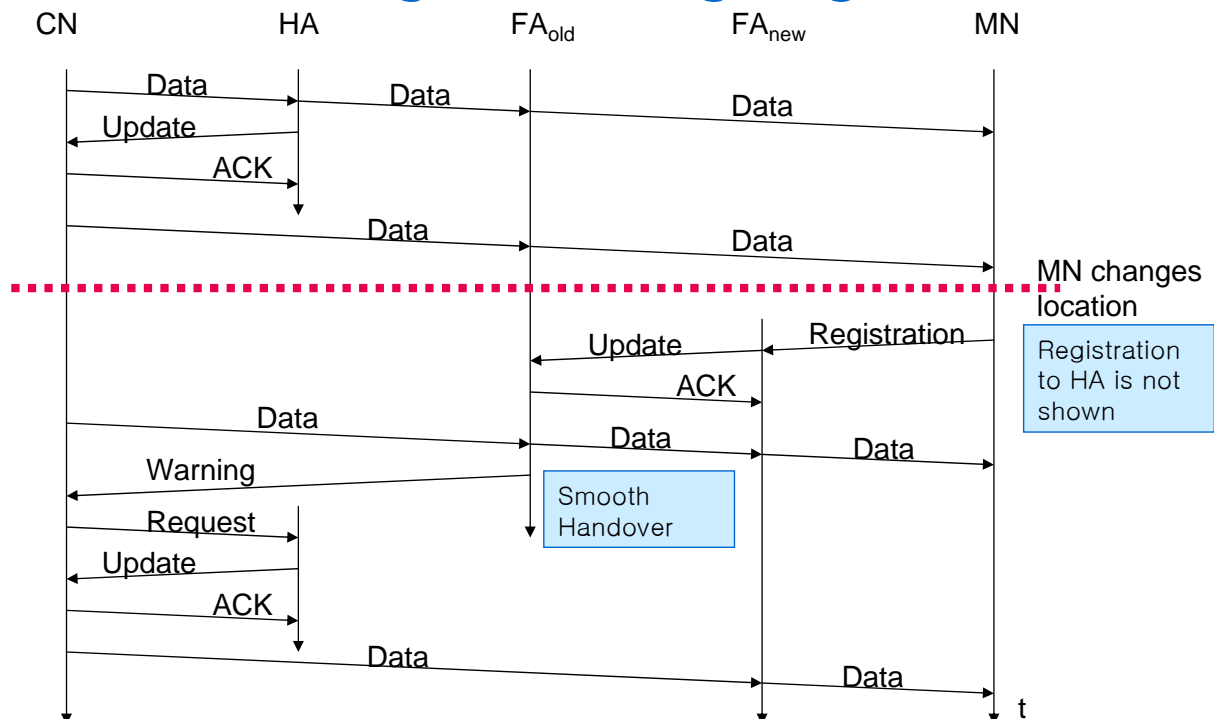 CN HA FAold FAnew MN
Data
Data
Data
Update
ACK
Data
Data
MN changes
location
Registration
Update
Registration
to HA is not
shown
ACK
Data
Data
Data
Warning
Smooth
Handover
Request
Update
ACK
Data
Data
t